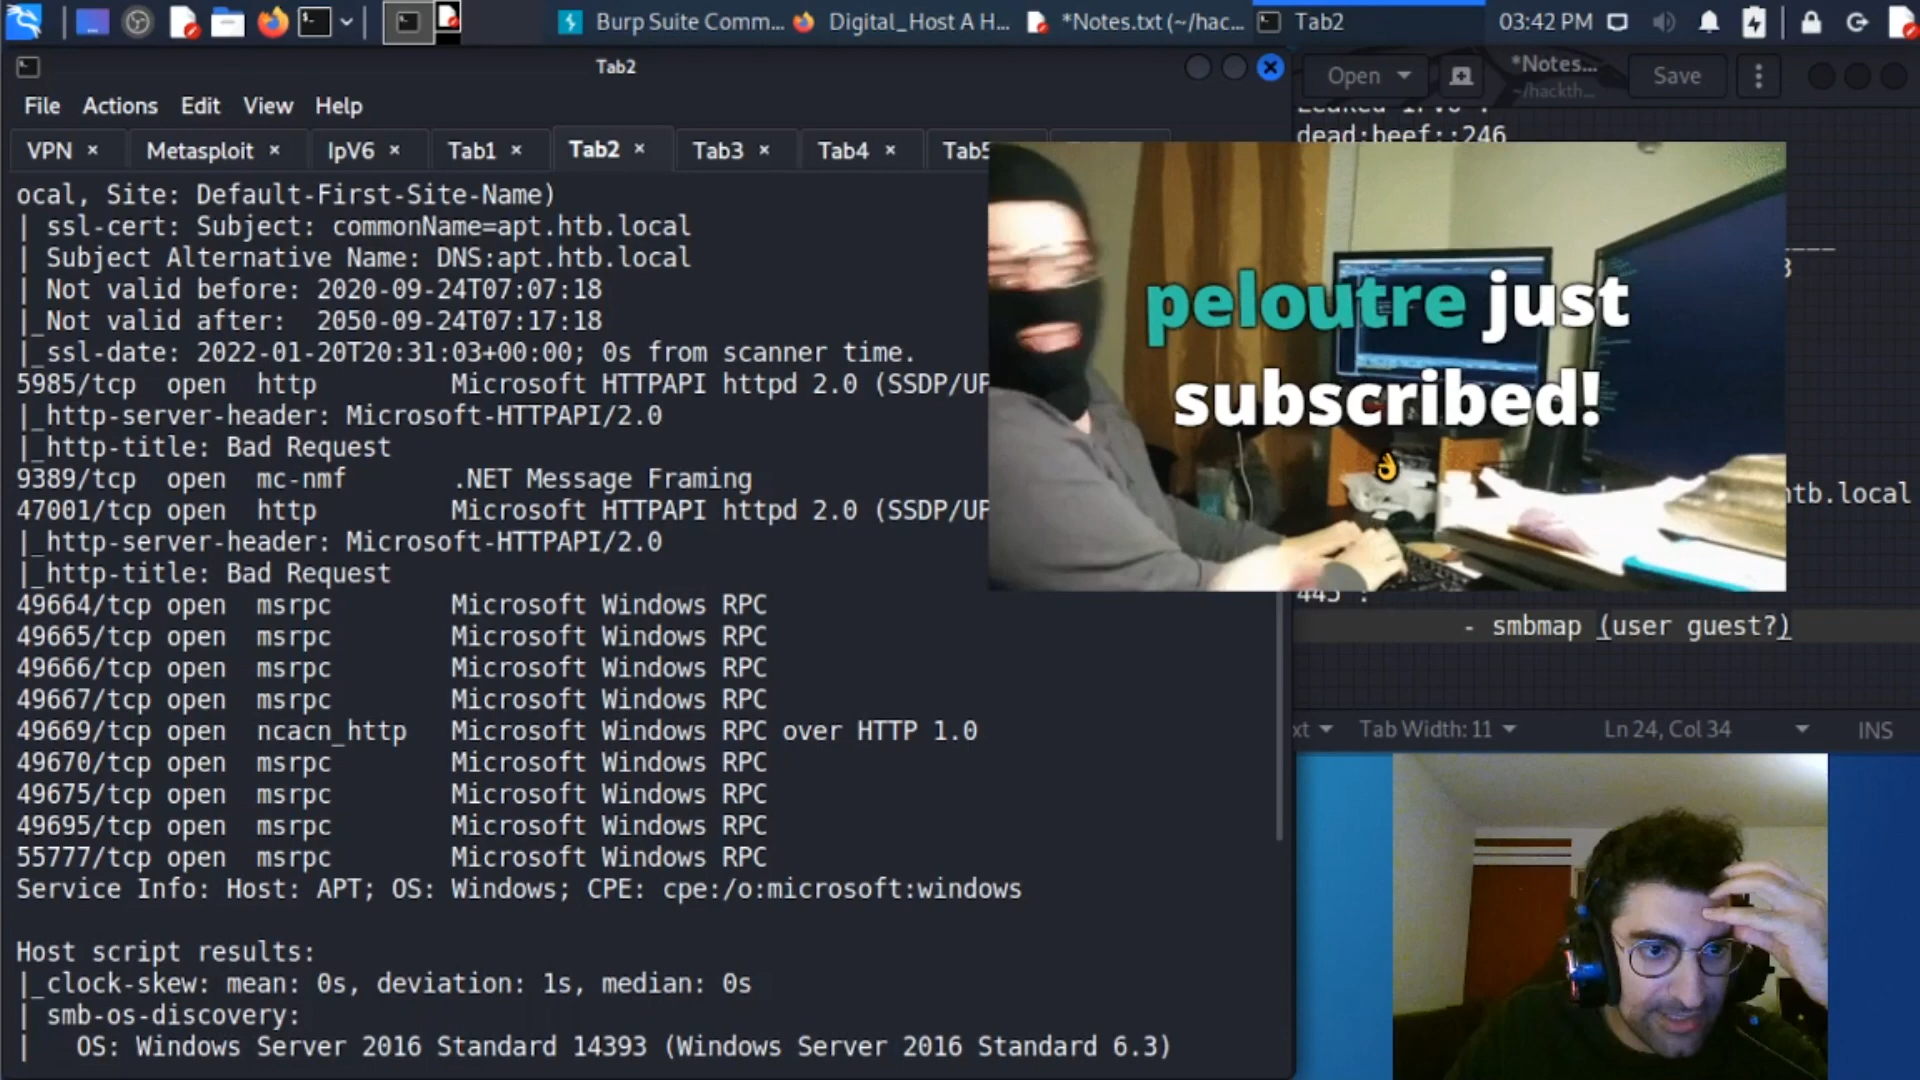 Burp Suite Comm...
Digital_Host A H...
*Notes.txt (~/hac...
Tab2
03:42 PM
Tab2
File Actions Edit View Help
VPN × Metasploit × IpV6 × Tab1 × Tab2 × Tab3 × Tab4 × Tab5
ocal, Site: Default-First-Site-Name)
| ssl-cert: Subject: commonName=apt.htb.local
| Subject Alternative Name: DNS:apt.htb.local
| Not valid before: 2020-09-24T07:07:18
|_Not valid after:  2050-09-24T07:17:18
|_ssl-date: 2022-01-20T20:31:03+00:00; 0s from scanner time.
5985/tcp  open  http         Microsoft HTTPAPI httpd 2.0 (SSDP/UP
|_http-server-header: Microsoft-HTTPAPI/2.0
|_http-title: Bad Request
9389/tcp  open  mc-nmf       .NET Message Framing
47001/tcp open  http         Microsoft HTTPAPI httpd 2.0 (SSDP/UP
|_http-server-header: Microsoft-HTTPAPI/2.0
|_http-title: Bad Request
49664/tcp open  msrpc        Microsoft Windows RPC
49665/tcp open  msrpc        Microsoft Windows RPC
49666/tcp open  msrpc        Microsoft Windows RPC
49667/tcp open  msrpc        Microsoft Windows RPC
49669/tcp open  ncacn_http   Microsoft Windows RPC over HTTP 1.0
49670/tcp open  msrpc        Microsoft Windows RPC
49675/tcp open  msrpc        Microsoft Windows RPC
49695/tcp open  msrpc        Microsoft Windows RPC
55777/tcp open  msrpc        Microsoft Windows RPC
Service Info: Host: APT; OS: Windows; CPE: cpe:/o:microsoft:windows
Host script results:
|_clock-skew: mean: 0s, deviation: 1s, median: 0s
| smb-os-discovery:
|   OS: Windows Server 2016 Standard 14393 (Windows Server 2016 Standard 6.3)
Open
*Notes...
~/hackth...
Save
dead:beef::246
peloutre just
subscribed!
htb.local
445 :
- smbmap (user guest?)
xt
Tab Width: 11
Ln 24, Col 34
INS